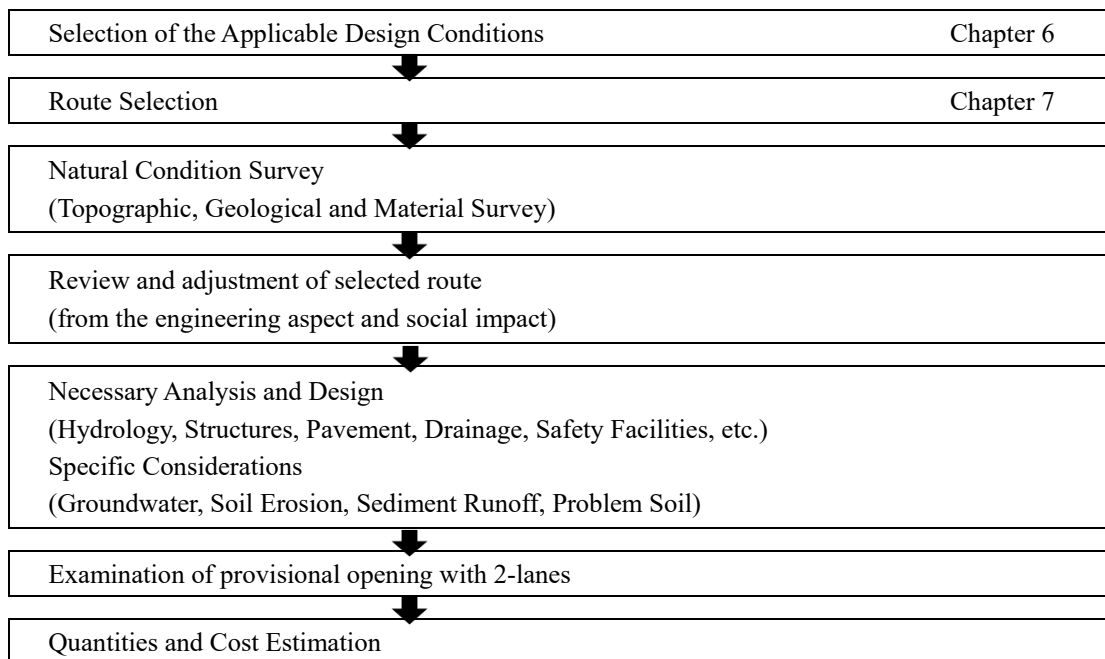 Selection of the Applicable Design Conditions Chapter 6
Route Selection Chapter 7
Natural Condition Survey
(Topographic, Geological and Material Survey)
Review and adjustment of selected route
(from the engineering aspect and social impact)
Necessary Analysis and Design
(Hydrology, Structures, Pavement, Drainage, Safety Facilities, etc.)
Specific Considerations
(Groundwater, Soil Erosion, Sediment Runoff, Problem Soil)
Examination of provisional opening with 2-lanes
Quantities and Cost Estimation